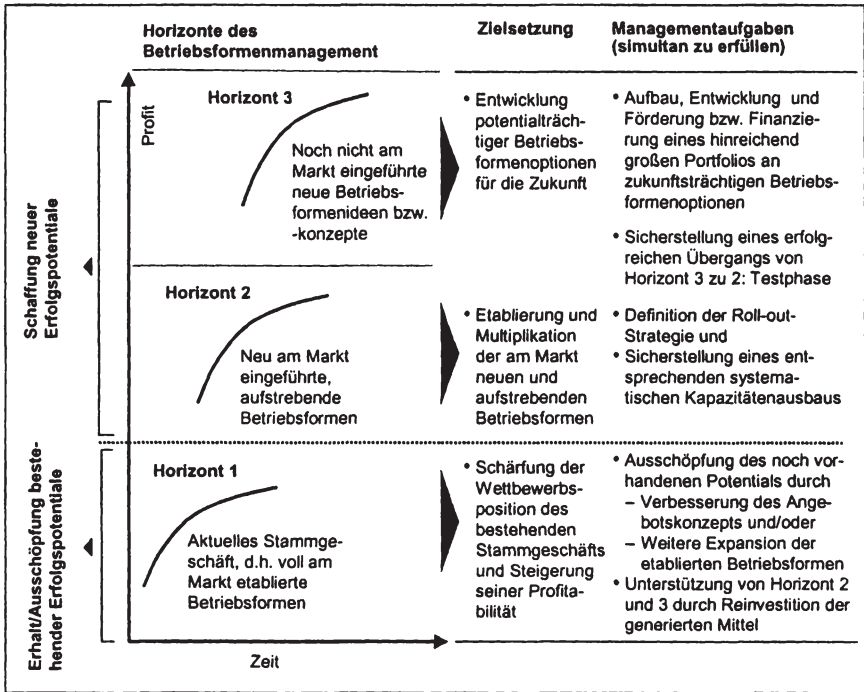 Horizonte des
Betriebsformenmanagement
Zielsetzung
Managementaufgaben
(simultan zu erfüllen)
Schaffung neuer
Erfolgspotentiale
Profit
Horizont 3
Noch nicht am
Markt eingeführte
neue Betriebs-
formenideen bzw.
-konzepte
• Entwicklung
potentialträch-
tiger Betriebs-
formenoptionen
für die Zukunft
• Aufbau, Entwicklung und
Förderung bzw. Finanzie-
rung eines hinreichend
großen Portfolios an
zukunftsträchtigen Betriebs-
formenoptionen
• Sicherstellung eines erfolg-
reichen Übergangs von
Horizont 3 zu 2: Testphase
Horizont 2
Neu am Markt
eingeführte,
aufstrebende
Betriebsformen
• Etablierung und
Multiplikation
der am Markt
neuen und
aufstrebenden
Betriebsformen
• Definition der Roll-out-
Strategie und
• Sicherstellung eines ent-
sprechenden systema-
tischen Kapazitätenausbaus
Erhalt/Ausschöpfung beste-
hender Erfolgspotentiale
Horizont 1
Aktuelles Stammge-
schäft, d.h. voll am
Markt etablierte
Betriebsformen
• Schärfung der
Wettbewerbs-
position des
bestehenden
Stammgeschäfts
und Steigerung
seiner Profita-
bilität
• Ausschöpfung des noch vor-
handenen Potentials durch
– Verbesserung des Ange-
botskonzepts und/oder
– Weitere Expansion der
etablierten Betriebsformen
• Unterstützung von Horizont 2
und 3 durch Reinvestition der
generierten Mittel
Zeit